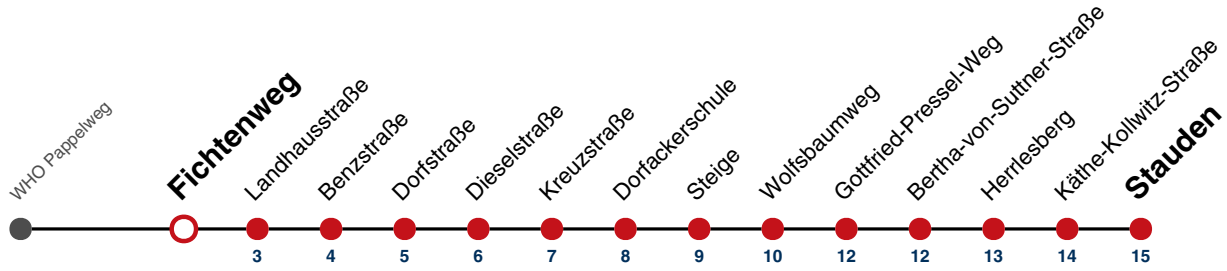 WHO Pappelweg
Fichtenweg
Landhausstraße
Benzstraße
Dorfstraße
Dieselstraße
Kreuzstraße
Dorfackerschule
Steige
Wolfsbaumweg
Gottfried-Pressel-Weg
Bertha-von-Suttner-Straße
Herrlesberg
Käthe-Kollwitz-Straße
Stauden
3 4 5 6 7 8 9 10 12 12 13 14 15